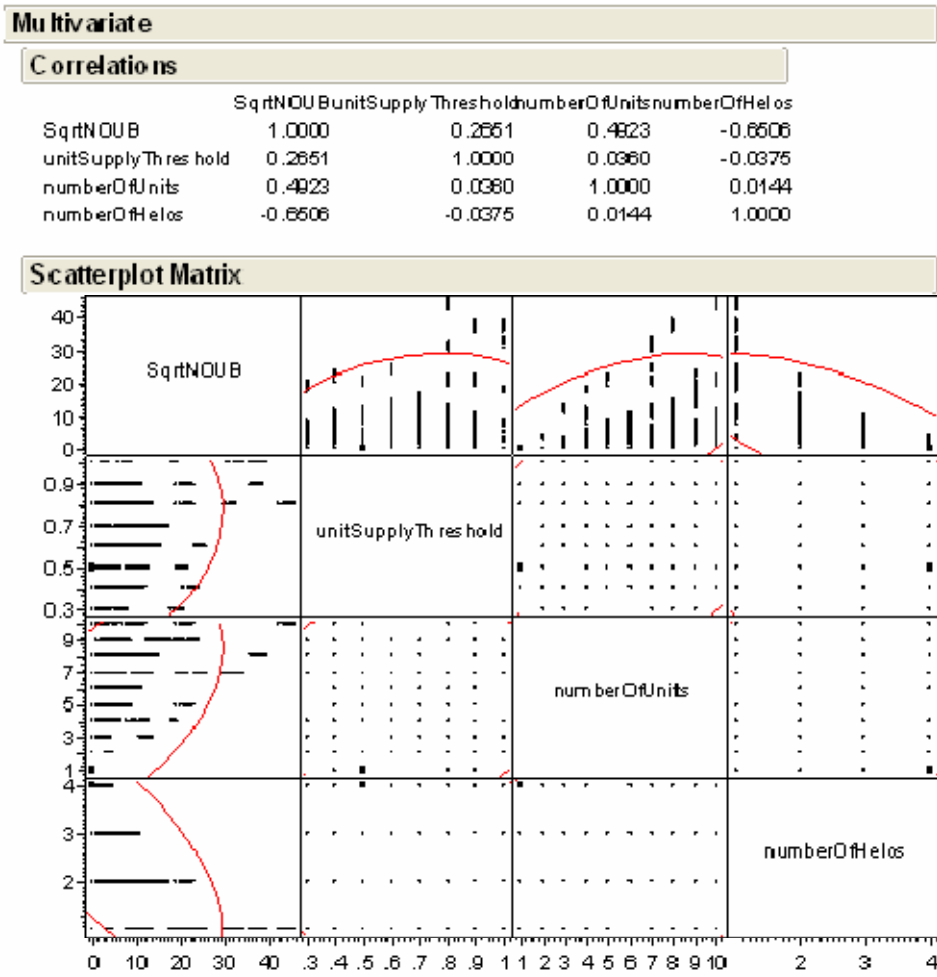 Multivariate
Correlations
SqrtNOUB unitSupplyThreshold numberOfUnits numberOfHelos
SqrtNOUB 1.0000 0.2651 0.4923 -0.6506
unitSupplyThreshold 0.2651 1.0000 0.0360 -0.0375
numberOfUnits 0.4923 0.0360 1.0000 0.0144
numberOfHelos -0.6506 -0.0375 0.0144 1.0000
Scatterplot Matrix
40
30
20
10
0
SqrtNOUB
0.9
0.7
0.5
0.3
unitSupplyThreshold
9
7
5
3
1
numberOfUnits
4
3
2
numberOfHelos
0 10 20 30 40 .3 .4 .5 .6 .7 .8 .9 1 1 2 3 4 5 6 7 8 9 10 2 3 4